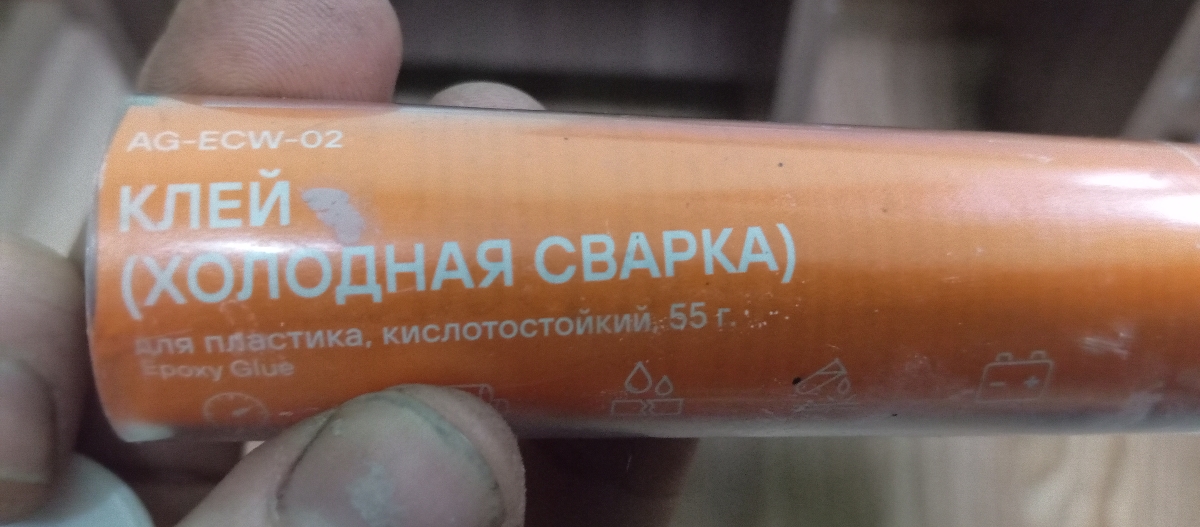 AG-ECW-02
КЛЕЙ
(ХОЛОДНАЯ СВАРКА)
для пластика, кислотостойкий, 55 г.
Epoxy Glue